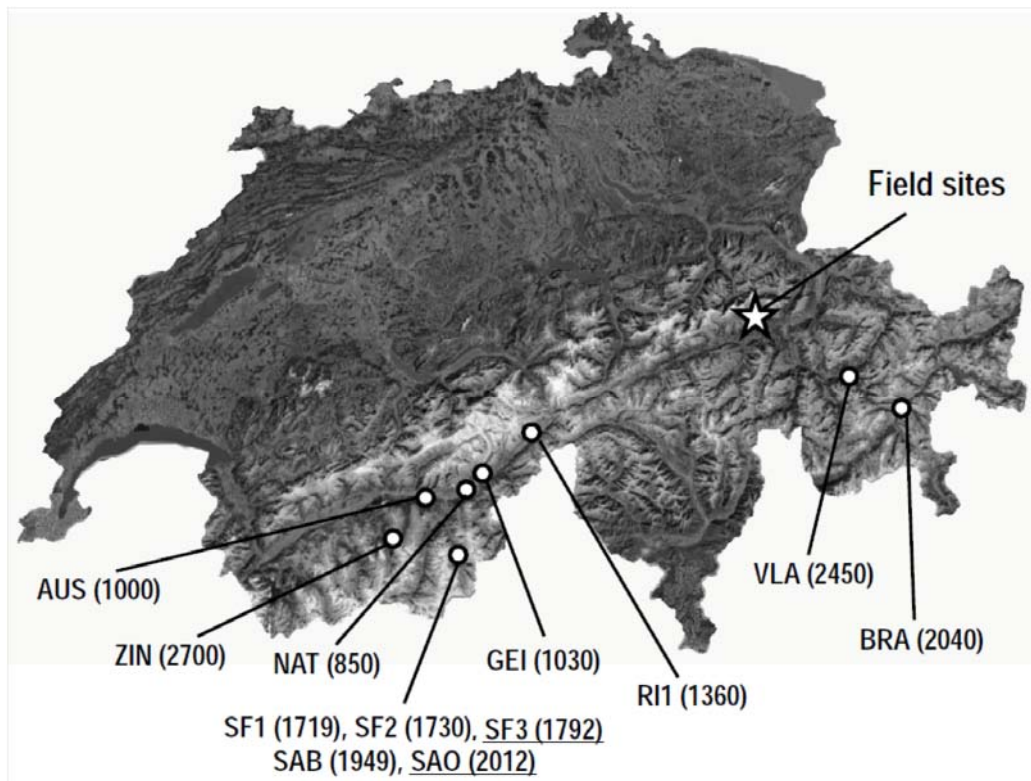 Field sites
AUS (1000)
VLA (2450)
ZIN (2700)
NAT (850)
GEI (1030)
BRA (2040)
RI1 (1360)
SF1 (1719), SF2 (1730), SF3 (1792)
SAB (1949), SAO (2012)